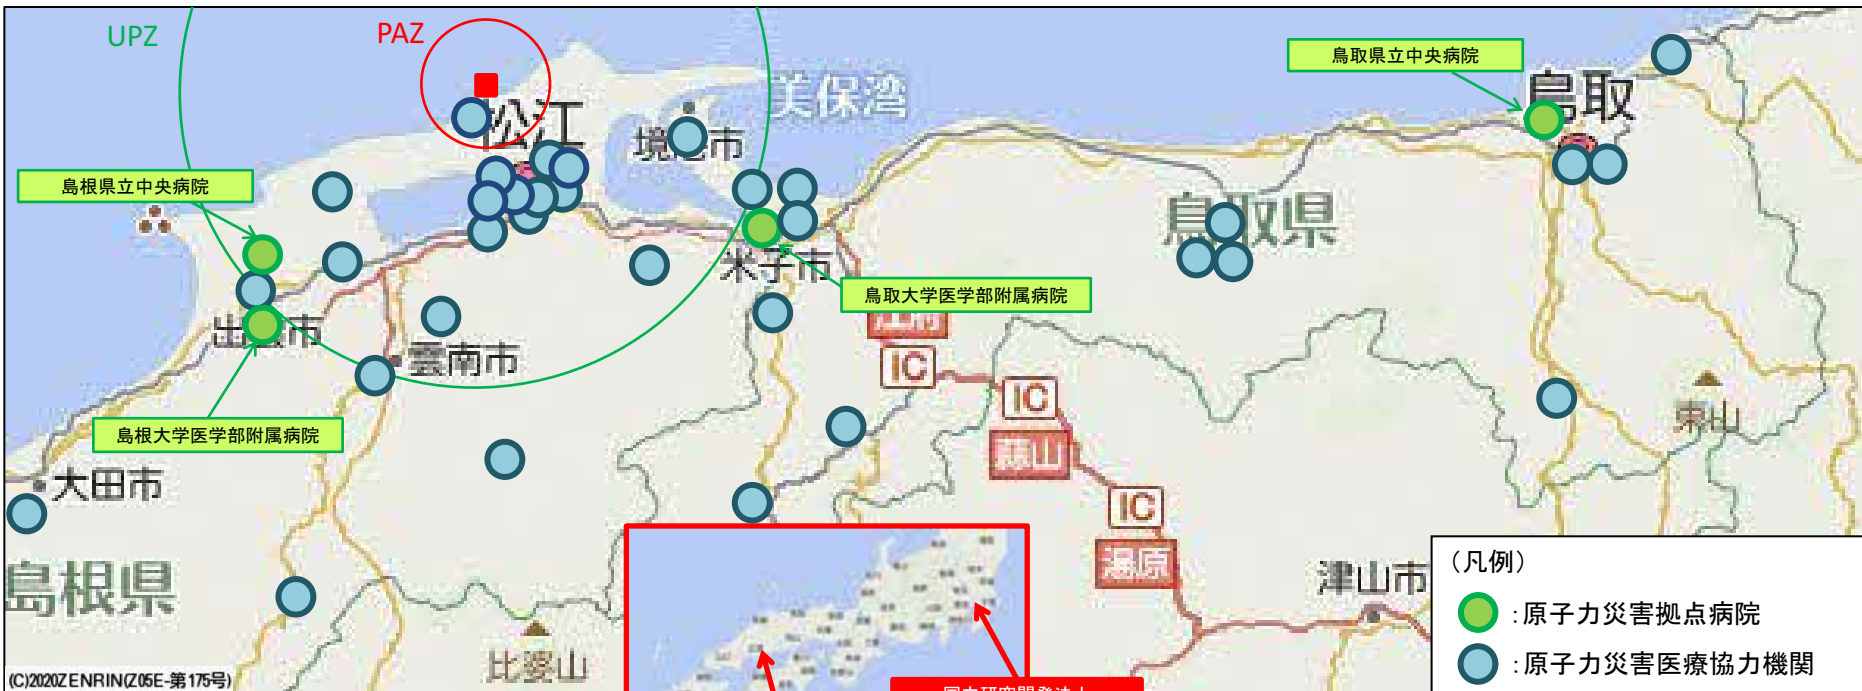 UPZ
PAZ
鳥取県立中央病院
鳥取
美保湾
松江
境港市
島根県立中央病院
鳥取県
米子市
鳥取大学医学部附属病院
江府
出雲市
雲南市
IC
IC
蒜山
東山
島根大学医学部附属病院
大田市
IC
湯原
島根県
津山市
比婆山
(凡例)
:原子力災害拠点病院
:原子力災害医療協力機関
(C)2020ZENRIN(Z05E-第175号)